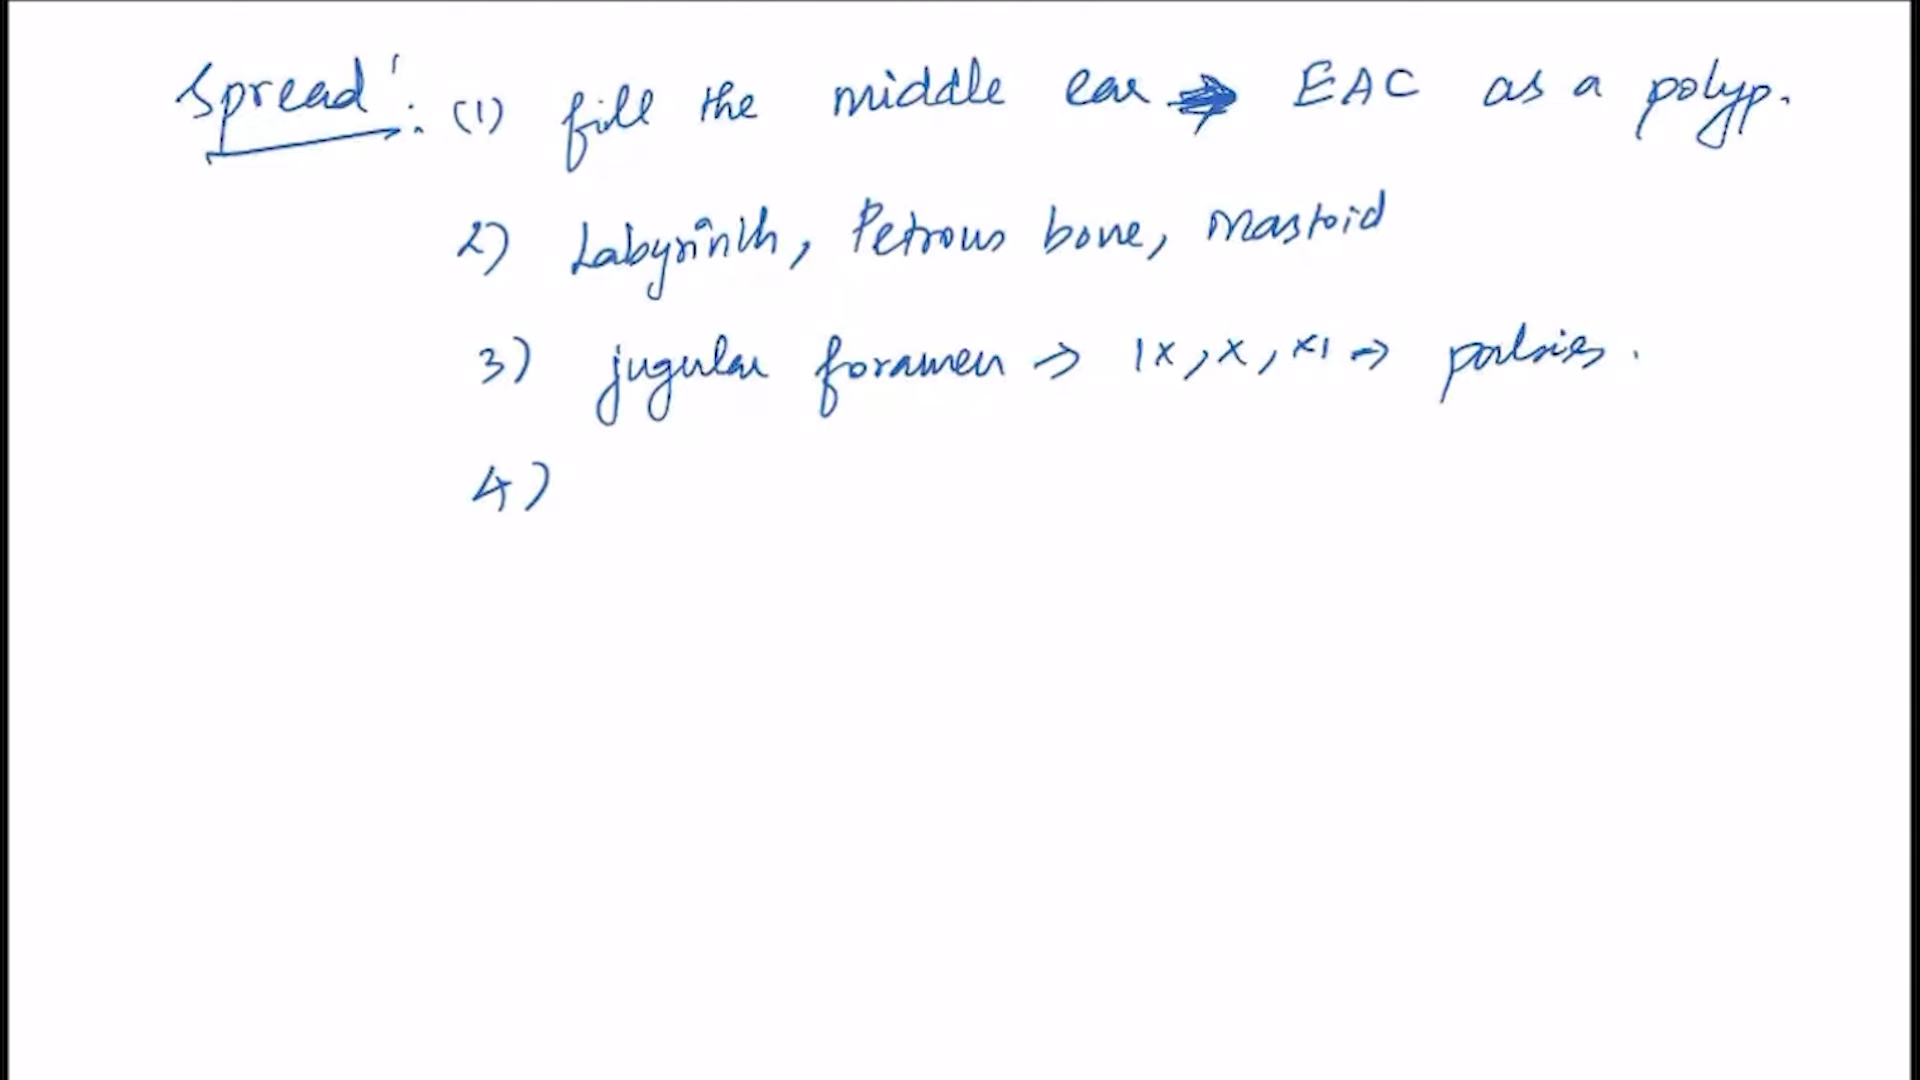 Spread: (1) fill the middle ear → EAC as a polyp.
2) Labyrinth, Petrous bone, Mastoid
3) jugular foramen → IX, X, XI → palsies.
4)